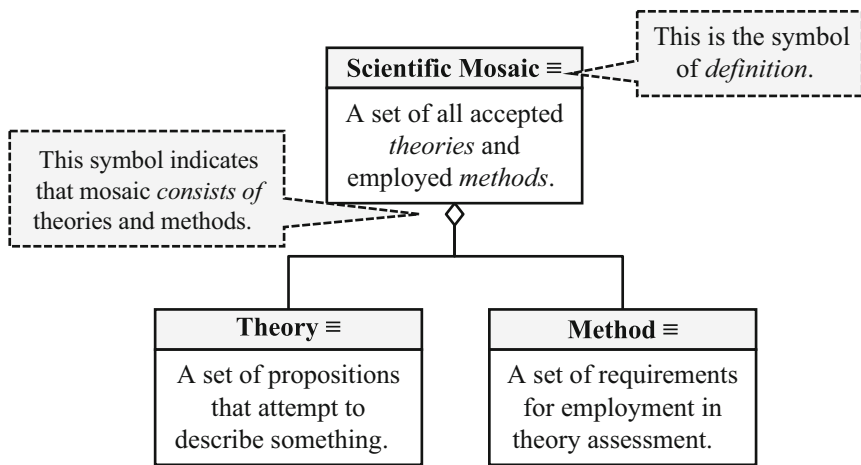 Scientific Mosaic ≡
This is the symbol
of definition.
A set of all accepted
theories and
employed methods.
This symbol indicates
that mosaic consists of
theories and methods.
Theory ≡
A set of propositions
that attempt to
describe something.
Method ≡
A set of requirements
for employment in
theory assessment.